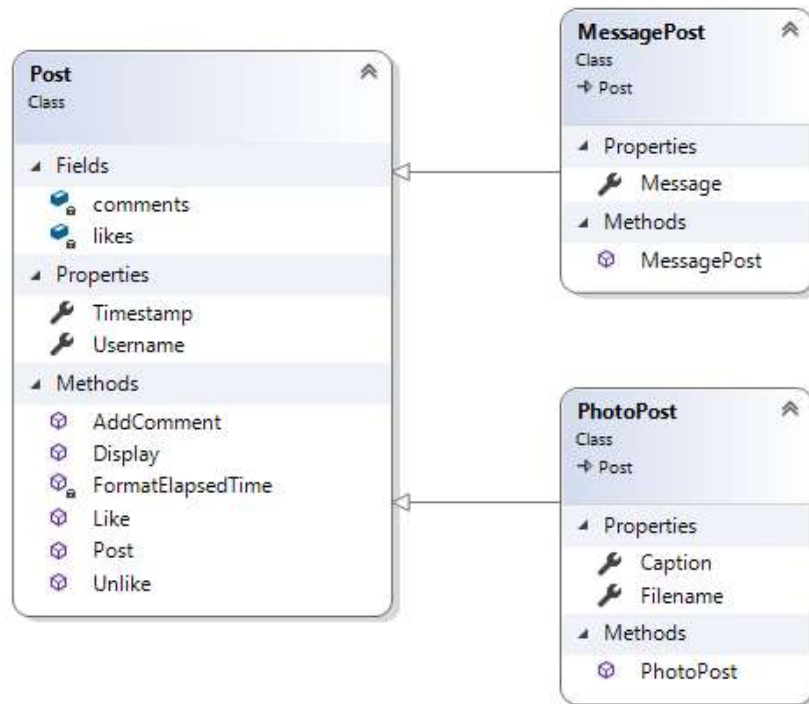 Post
Class
Fields
comments
likes
Properties
Timestamp
Username
Methods
AddComment
Display
FormatElapsedTime
Like
Post
Unlike
MessagePost
Class
Post
Properties
Message
Methods
MessagePost
PhotoPost
Class
Post
Properties
Caption
Filename
Methods
PhotoPost